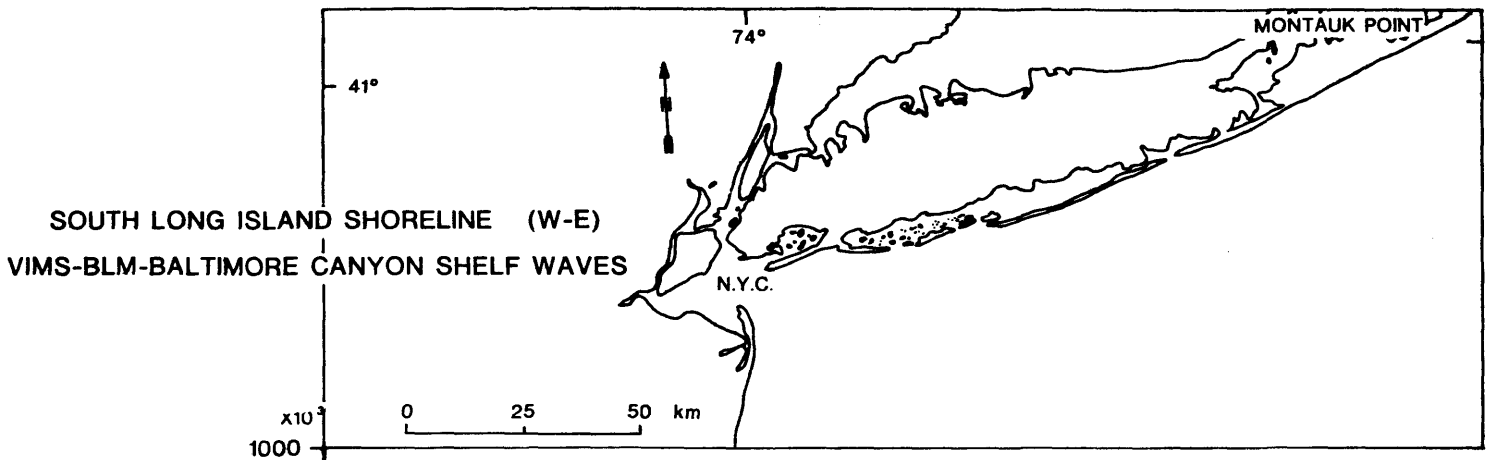 MONTAUK POINT
74°
41°
N
SOUTH LONG ISLAND SHORELINE (W-E)
VIMS-BLM-BALTIMORE CANYON SHELF WAVES
N.Y.C.
0 25 50 km
1000